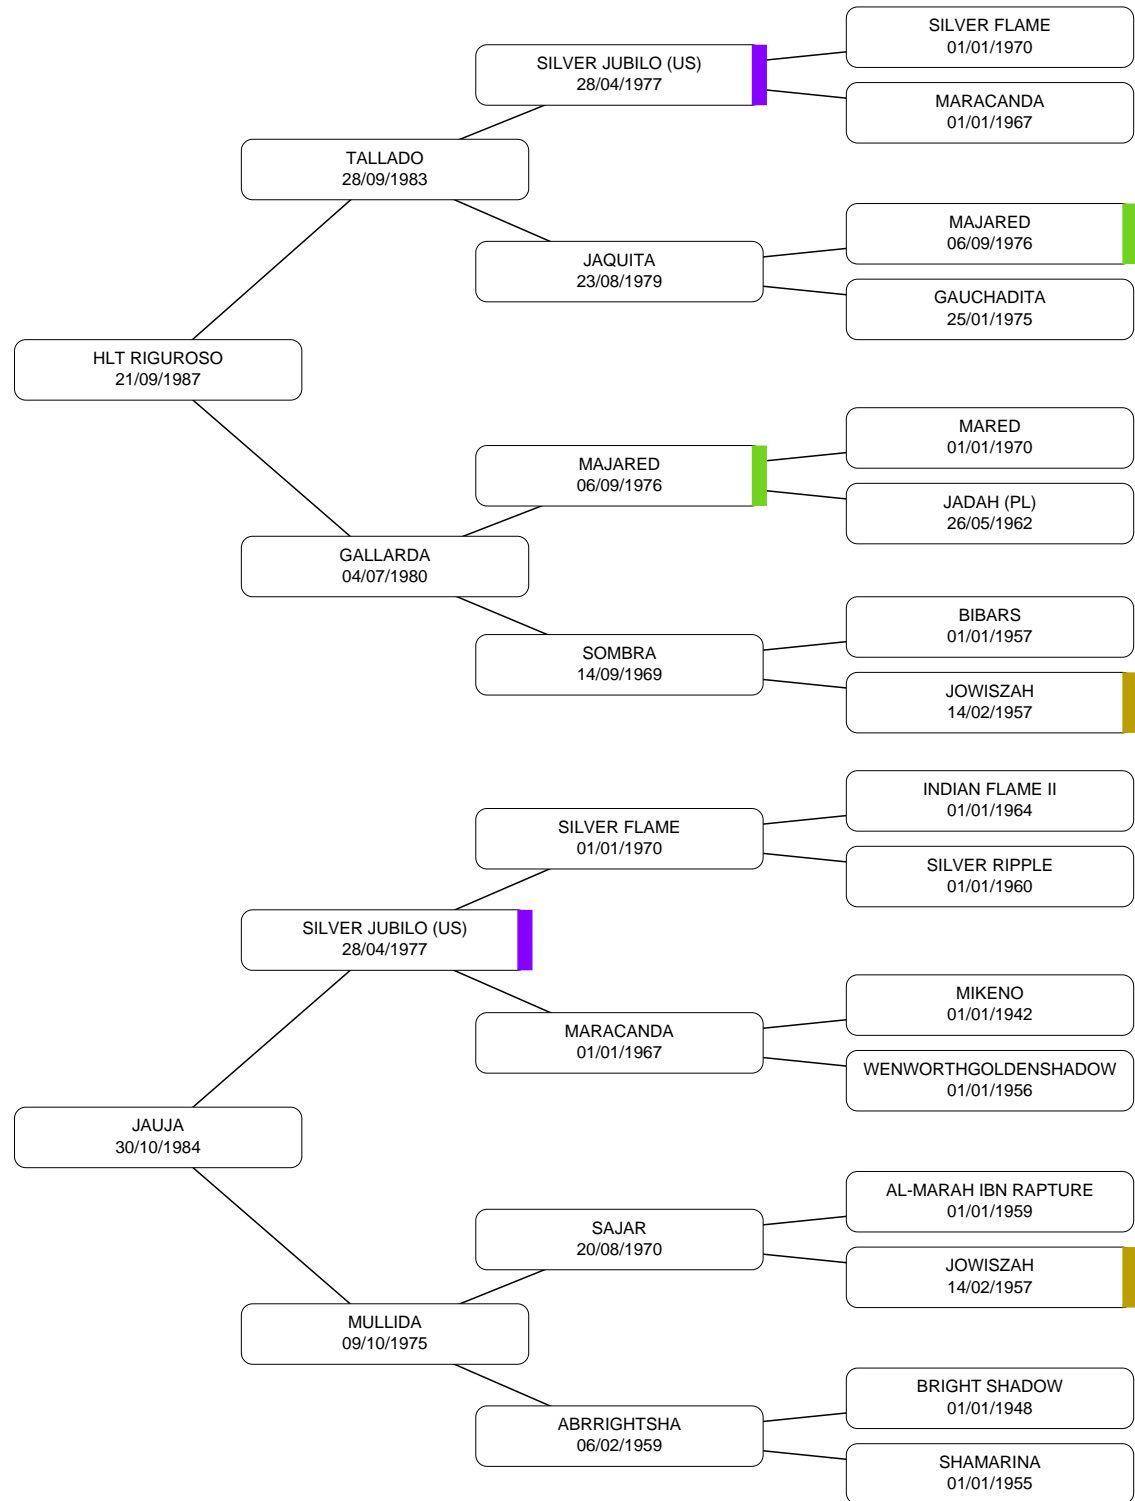 SILVER FLAME
01/01/1970
SILVER JUBILO (US)
28/04/1977
MARACANDA
01/01/1967
TALLADO
28/09/1983
MAJARED
06/09/1976
JAQUITA
23/08/1979
GAUCHADITA
25/01/1975
HLT RIGUROSO
21/09/1987
MARED
01/01/1970
MAJARED
06/09/1976
JADAH (PL)
26/05/1962
GALLARDA
04/07/1980
BIBARS
01/01/1957
SOMBRA
14/09/1969
JOWISZAH
14/02/1957
INDIAN FLAME II
01/01/1964
SILVER FLAME
01/01/1970
SILVER RIPPLE
01/01/1960
SILVER JUBILO (US)
28/04/1977
MIKENO
01/01/1942
MARACANDA
01/01/1967
WENWORTHGOLDENSHADOW
01/01/1956
JAUJA
30/10/1984
AL-MARAH IBN RAPTURE
01/01/1959
SAJAR
20/08/1970
JOWISZAH
14/02/1957
MULLIDA
09/10/1975
BRIGHT SHADOW
01/01/1948
ABRRIGHTSHA
06/02/1959
SHAMARINA
01/01/1955